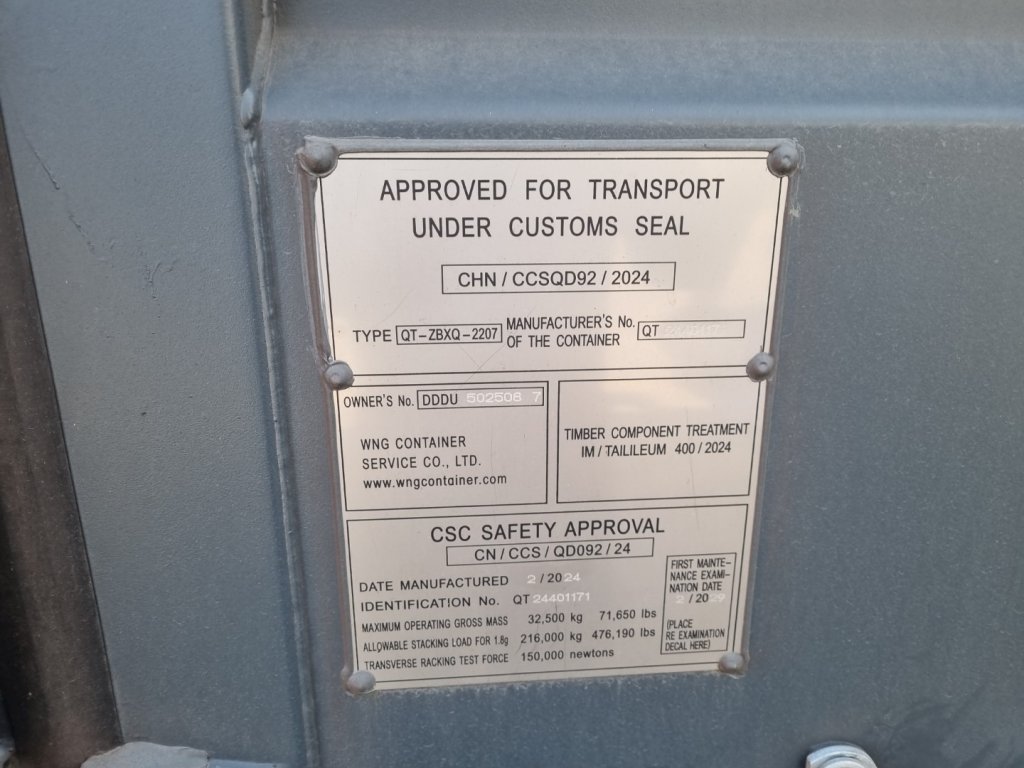 APPROVED FOR TRANSPORT
UNDER CUSTOMS SEAL
CHN / CCSQD92 / 2024
TYPE QT-ZBXQ-2207 MANUFACTURER'S No. OF THE CONTAINER QT 24401171
OWNER'S No. DDDU 502508 7
WNG CONTAINER
SERVICE CO., LTD.
www.wngcontainer.com
TIMBER COMPONENT TREATMENT
IM / TAILILEUM 400 / 2024
CSC SAFETY APPROVAL
CN / CCS / QD092 / 24
DATE MANUFACTURED 2 / 2024
IDENTIFICATION No. QT 24401171
MAXIMUM OPERATING GROSS MASS 32,500 kg 71,650 lbs
ALLOWABLE STACKING LOAD FOR 1.8g 216,000 kg 476,190 lbs
TRANSVERSE RACKING TEST FORCE 150,000 newtons
FIRST MAINTE-
NANCE EXAMI-
NATION DATE
2 / 2029
(PLACE
RE EXAMINATION
DECAL HERE)